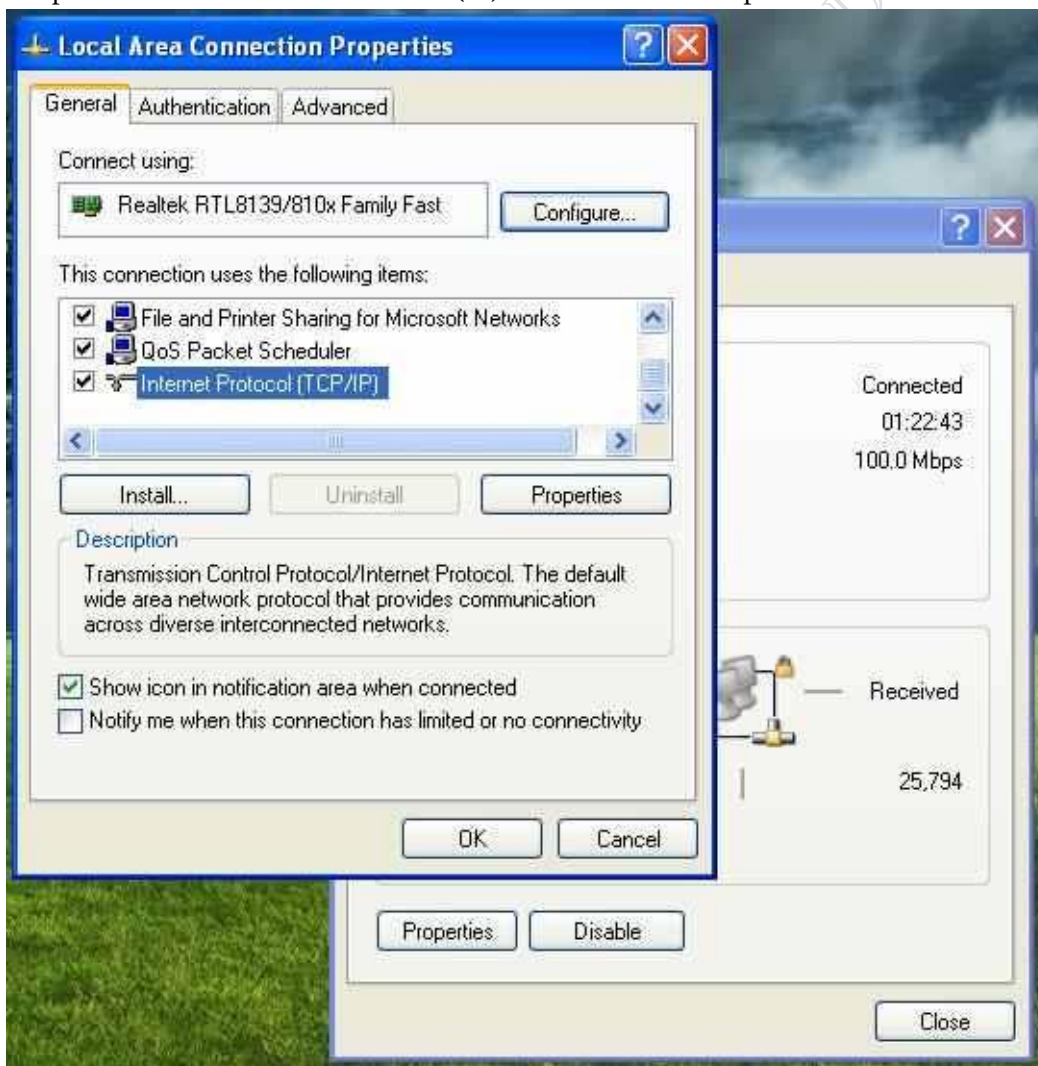 Local Area Connection Properties
General Authentication Advanced
Connect using:
Realtek RTL8139/810x Family Fast
Configure...
This connection uses the following items:
File and Printer Sharing for Microsoft Networks
QoS Packet Scheduler
Internet Protocol (TCP/IP)
Install... Uninstall Properties
Description
Transmission Control Protocol/Internet Protocol. The default
wide area network protocol that provides communication
across diverse interconnected networks.
Show icon in notification area when connected
Notify me when this connection has limited or no connectivity
OK Cancel
Connected
01:22:43
100.0 Mbps
Received
25,794
Properties Disable
Close